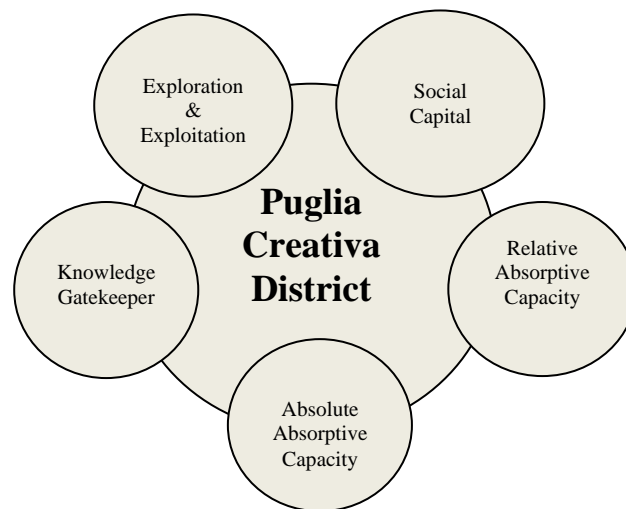 Exploration
&
Exploitation
Social
Capital
Puglia
Creativa
District
Knowledge
Gatekeeper
Relative
Absorptive
Capacity
Absolute
Absorptive
Capacity